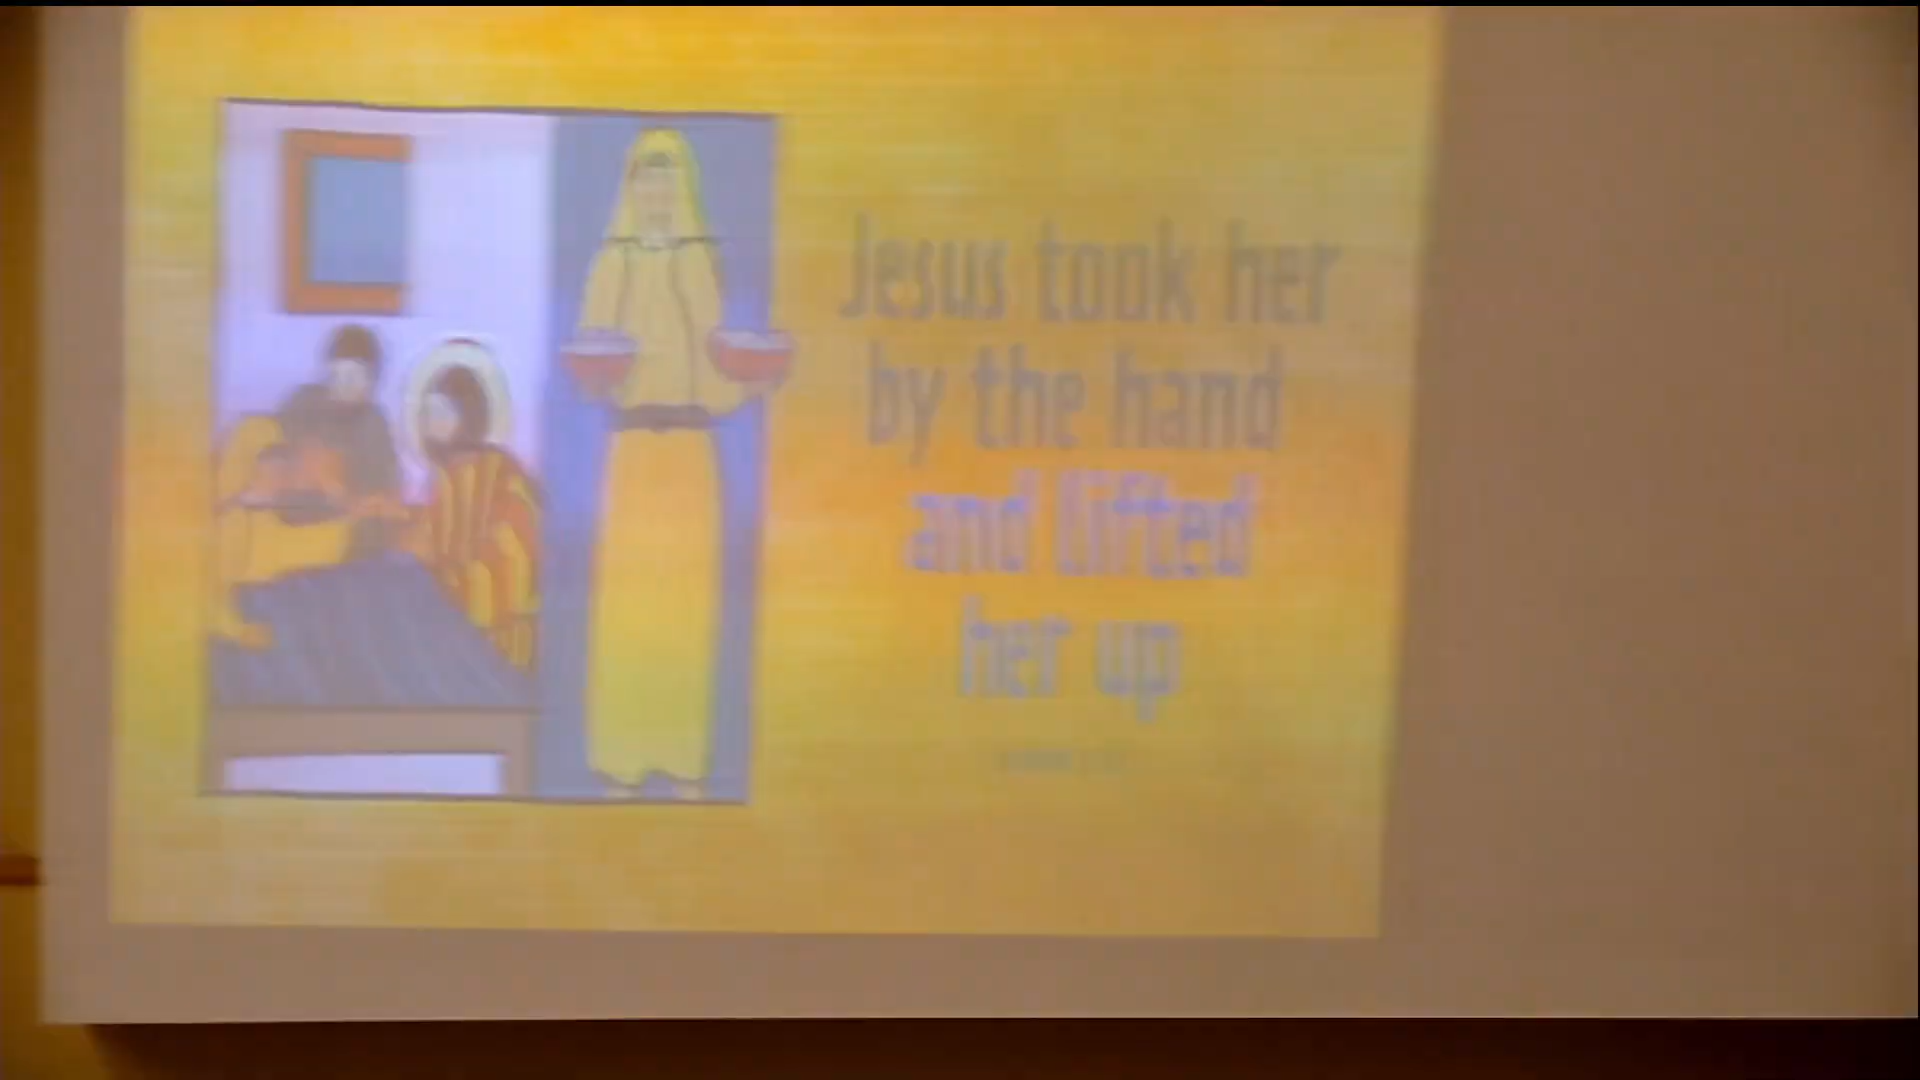 Jesus took her
by the hand
and lifted
her up